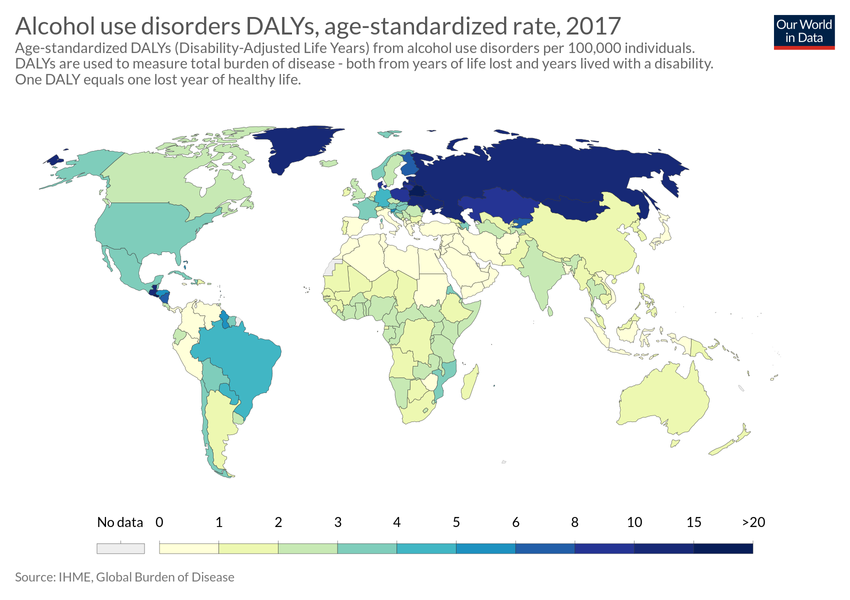 Alcohol use disorders DALYs, age-standardized rate, 2017
Our World
in Data
Age-standardized DALYs (Disability-Adjusted Life Years) from alcohol use disorders per 100,000 individuals.
DALYs are used to measure total burden of disease - both from years of life lost and years lived with a disability.
One DALY equals one lost year of healthy life.
No data 0 1 2 3 4 5 6 8 10 15 >20
Source: IHME, Global Burden of Disease